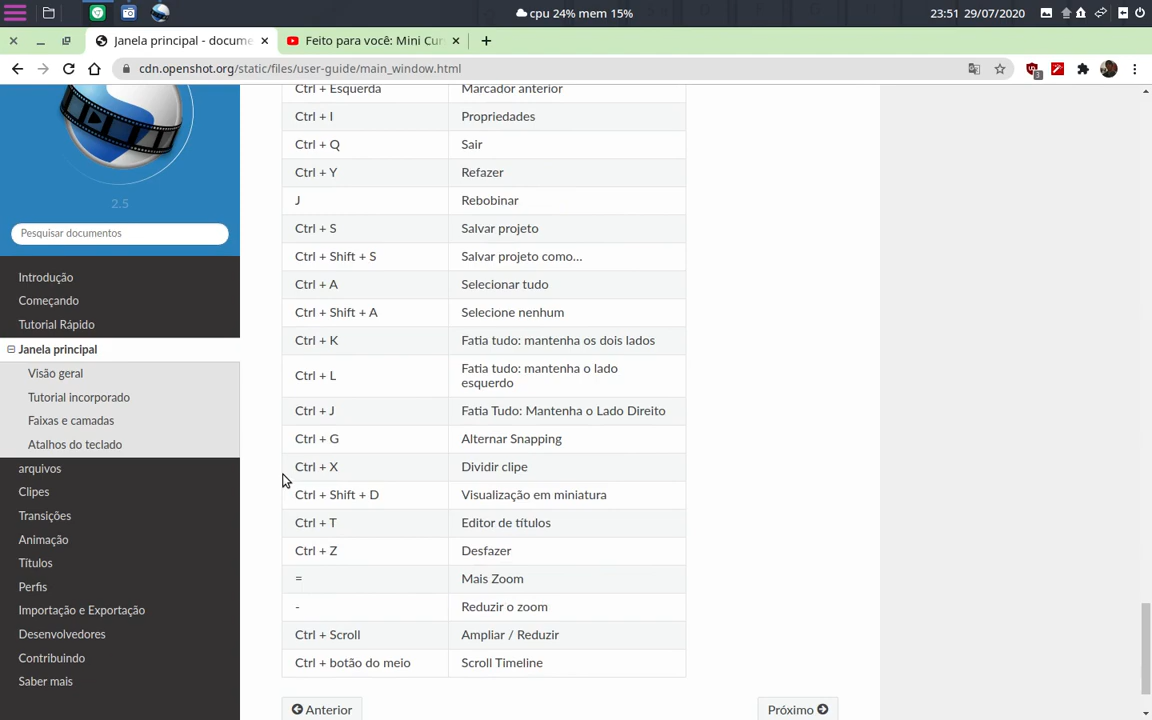 cpu 24% mem 15%
23:51 29/07/2020
Janela principal - docume
Feito para você: Mini Cur
cdn.openshot.org/static/files/user-guide/main_window.html
3
2.5
Pesquisar documentos
Introdução
Começando
Tutorial Rápido
Janela principal
Visão geral
Tutorial incorporado
Faixas e camadas
Atalhos do teclado
arquivos
Clipes
Transições
Animação
Títulos
Perfis
Importação e Exportação
Desenvolvedores
Contribuindo
Saber mais
Ctrl + Esquerda Marcador anterior
Ctrl + I Propriedades
Ctrl + Q Sair
Ctrl + Y Refazer
J Rebobinar
Ctrl + S Salvar projeto
Ctrl + Shift + S Salvar projeto como...
Ctrl + A Selecionar tudo
Ctrl + Shift + A Selecione nenhum
Ctrl + K Fatia tudo: mantenha os dois lados
Ctrl + L Fatia tudo: mantenha o lado
esquerdo
Ctrl + J Fatia Tudo: Mantenha o Lado Direito
Ctrl + G Alternar Snapping
Ctrl + X Dividir clipe
Ctrl + Shift + D Visualização em miniatura
Ctrl + T Editor de títulos
Ctrl + Z Desfazer
= Mais Zoom
- Reduzir o zoom
Ctrl + Scroll Ampliar / Reduzir
Ctrl + botão do meio Scroll Timeline
Anterior
Próximo